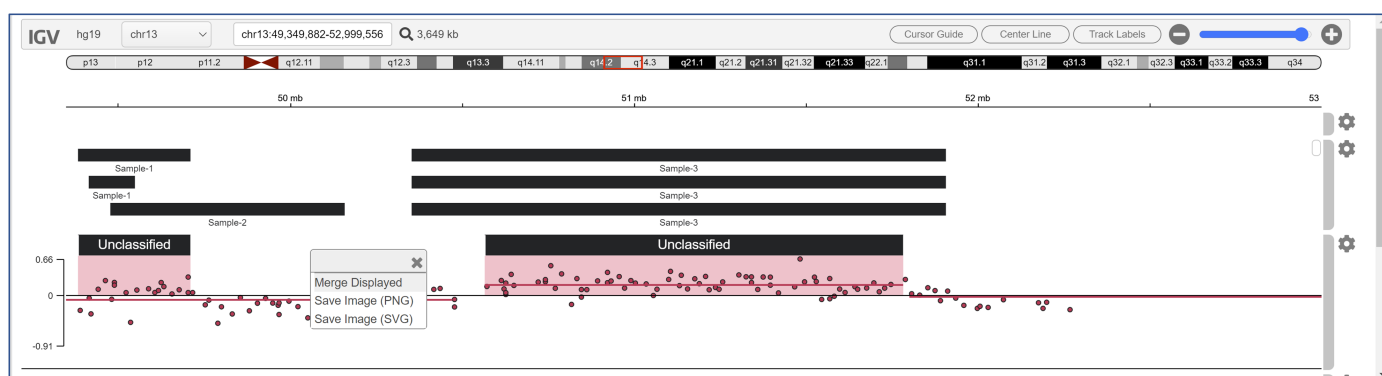 IGV hg19 chr13 chr13:49,349,882-52,999,556 3,649 kb Cursor Guide Center Line Track Labels
p13 p12 p11.2 q12.11 q12.3 q13.3 q14.11 q14.2 q14.3 q21.1 q21.2 q21.31 q21.32 q21.33 q22.1 q31.1 q31.2 q31.3 q32.1 q32.3 q33.1 q33.2 q33.3 q34
50 mb 51 mb 52 mb 53
Sample-1 Sample-3
Sample-1 Sample-3
Sample-2 Sample-3
Unclassified Unclassified
0.66
Merge Displayed
0 Save Image (PNG)
Save Image (SVG)
-0.91